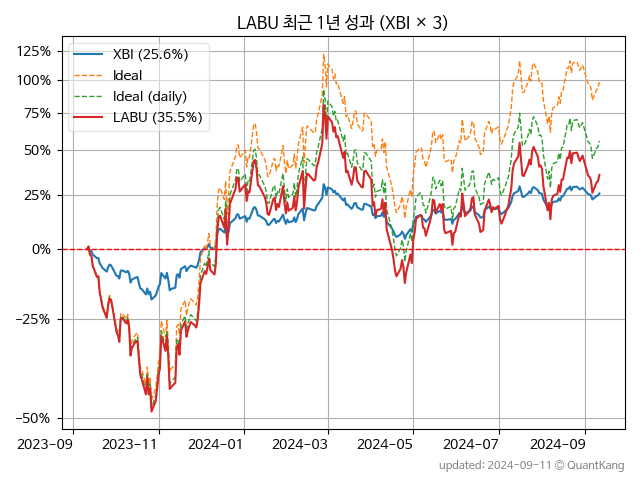 LABU 최근 1년 성과 (XBI × 3)
XBI (25.6%)
Ideal
Ideal (daily)
LABU (35.5%)
125%
100%
75%
50%
25%
0%
−25%
−50%
2023-09
2023-11
2024-01
2024-03
2024-05
2024-07
2024-09
updated: 2024-09-11 © QuantKang